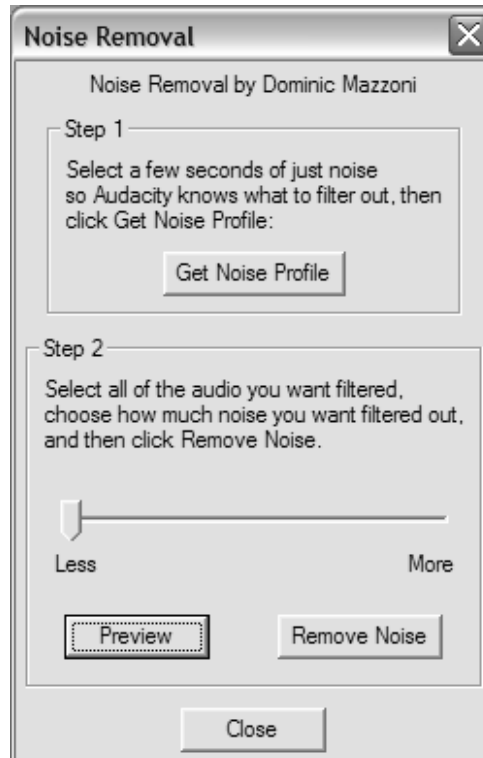 Noise Removal
Noise Removal by Dominic Mazzoni
Step 1
Select a few seconds of just noise
so Audacity knows what to filter out, then
click Get Noise Profile:
Get Noise Profile
Step 2
Select all of the audio you want filtered,
choose how much noise you want filtered out,
and then click Remove Noise.
Less More
Preview Remove Noise
Close